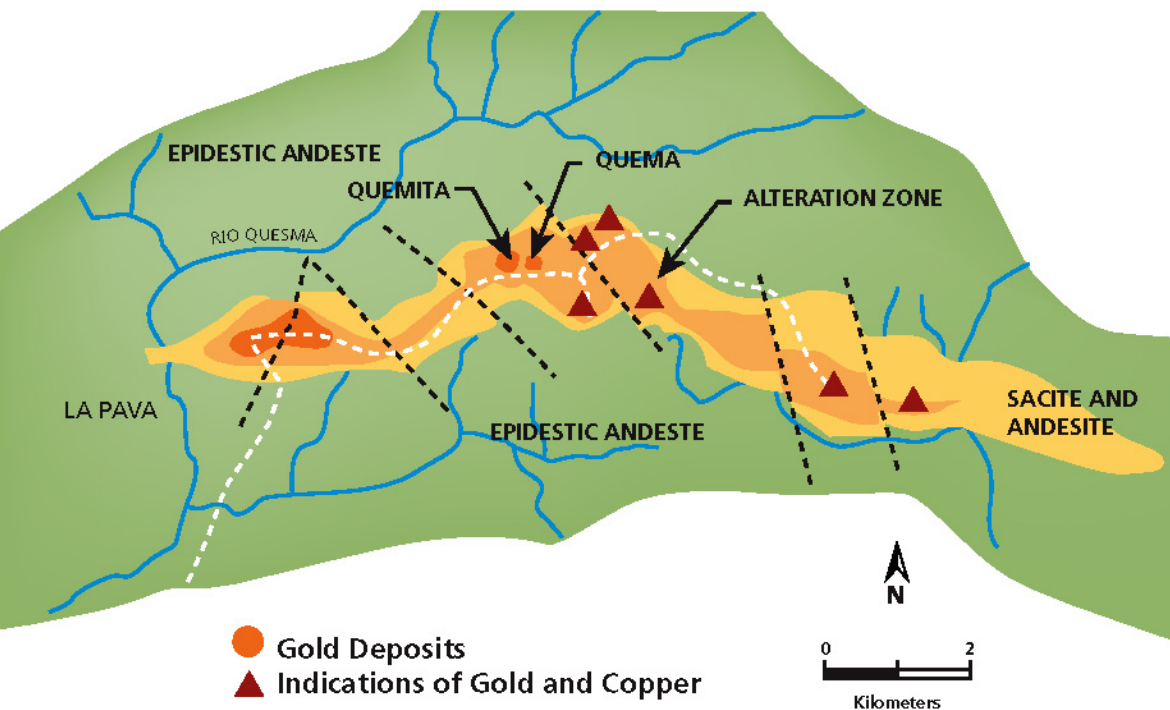 EPIDESTIC ANDESTE
QUEMA
QUEMITA
ALTERATION ZONE
RIO QUESMA
LA PAVA
EPIDESTIC ANDESTE
SACITE AND
ANDESITE
N
Gold Deposits
Indications of Gold and Copper
0 2
Kilometers